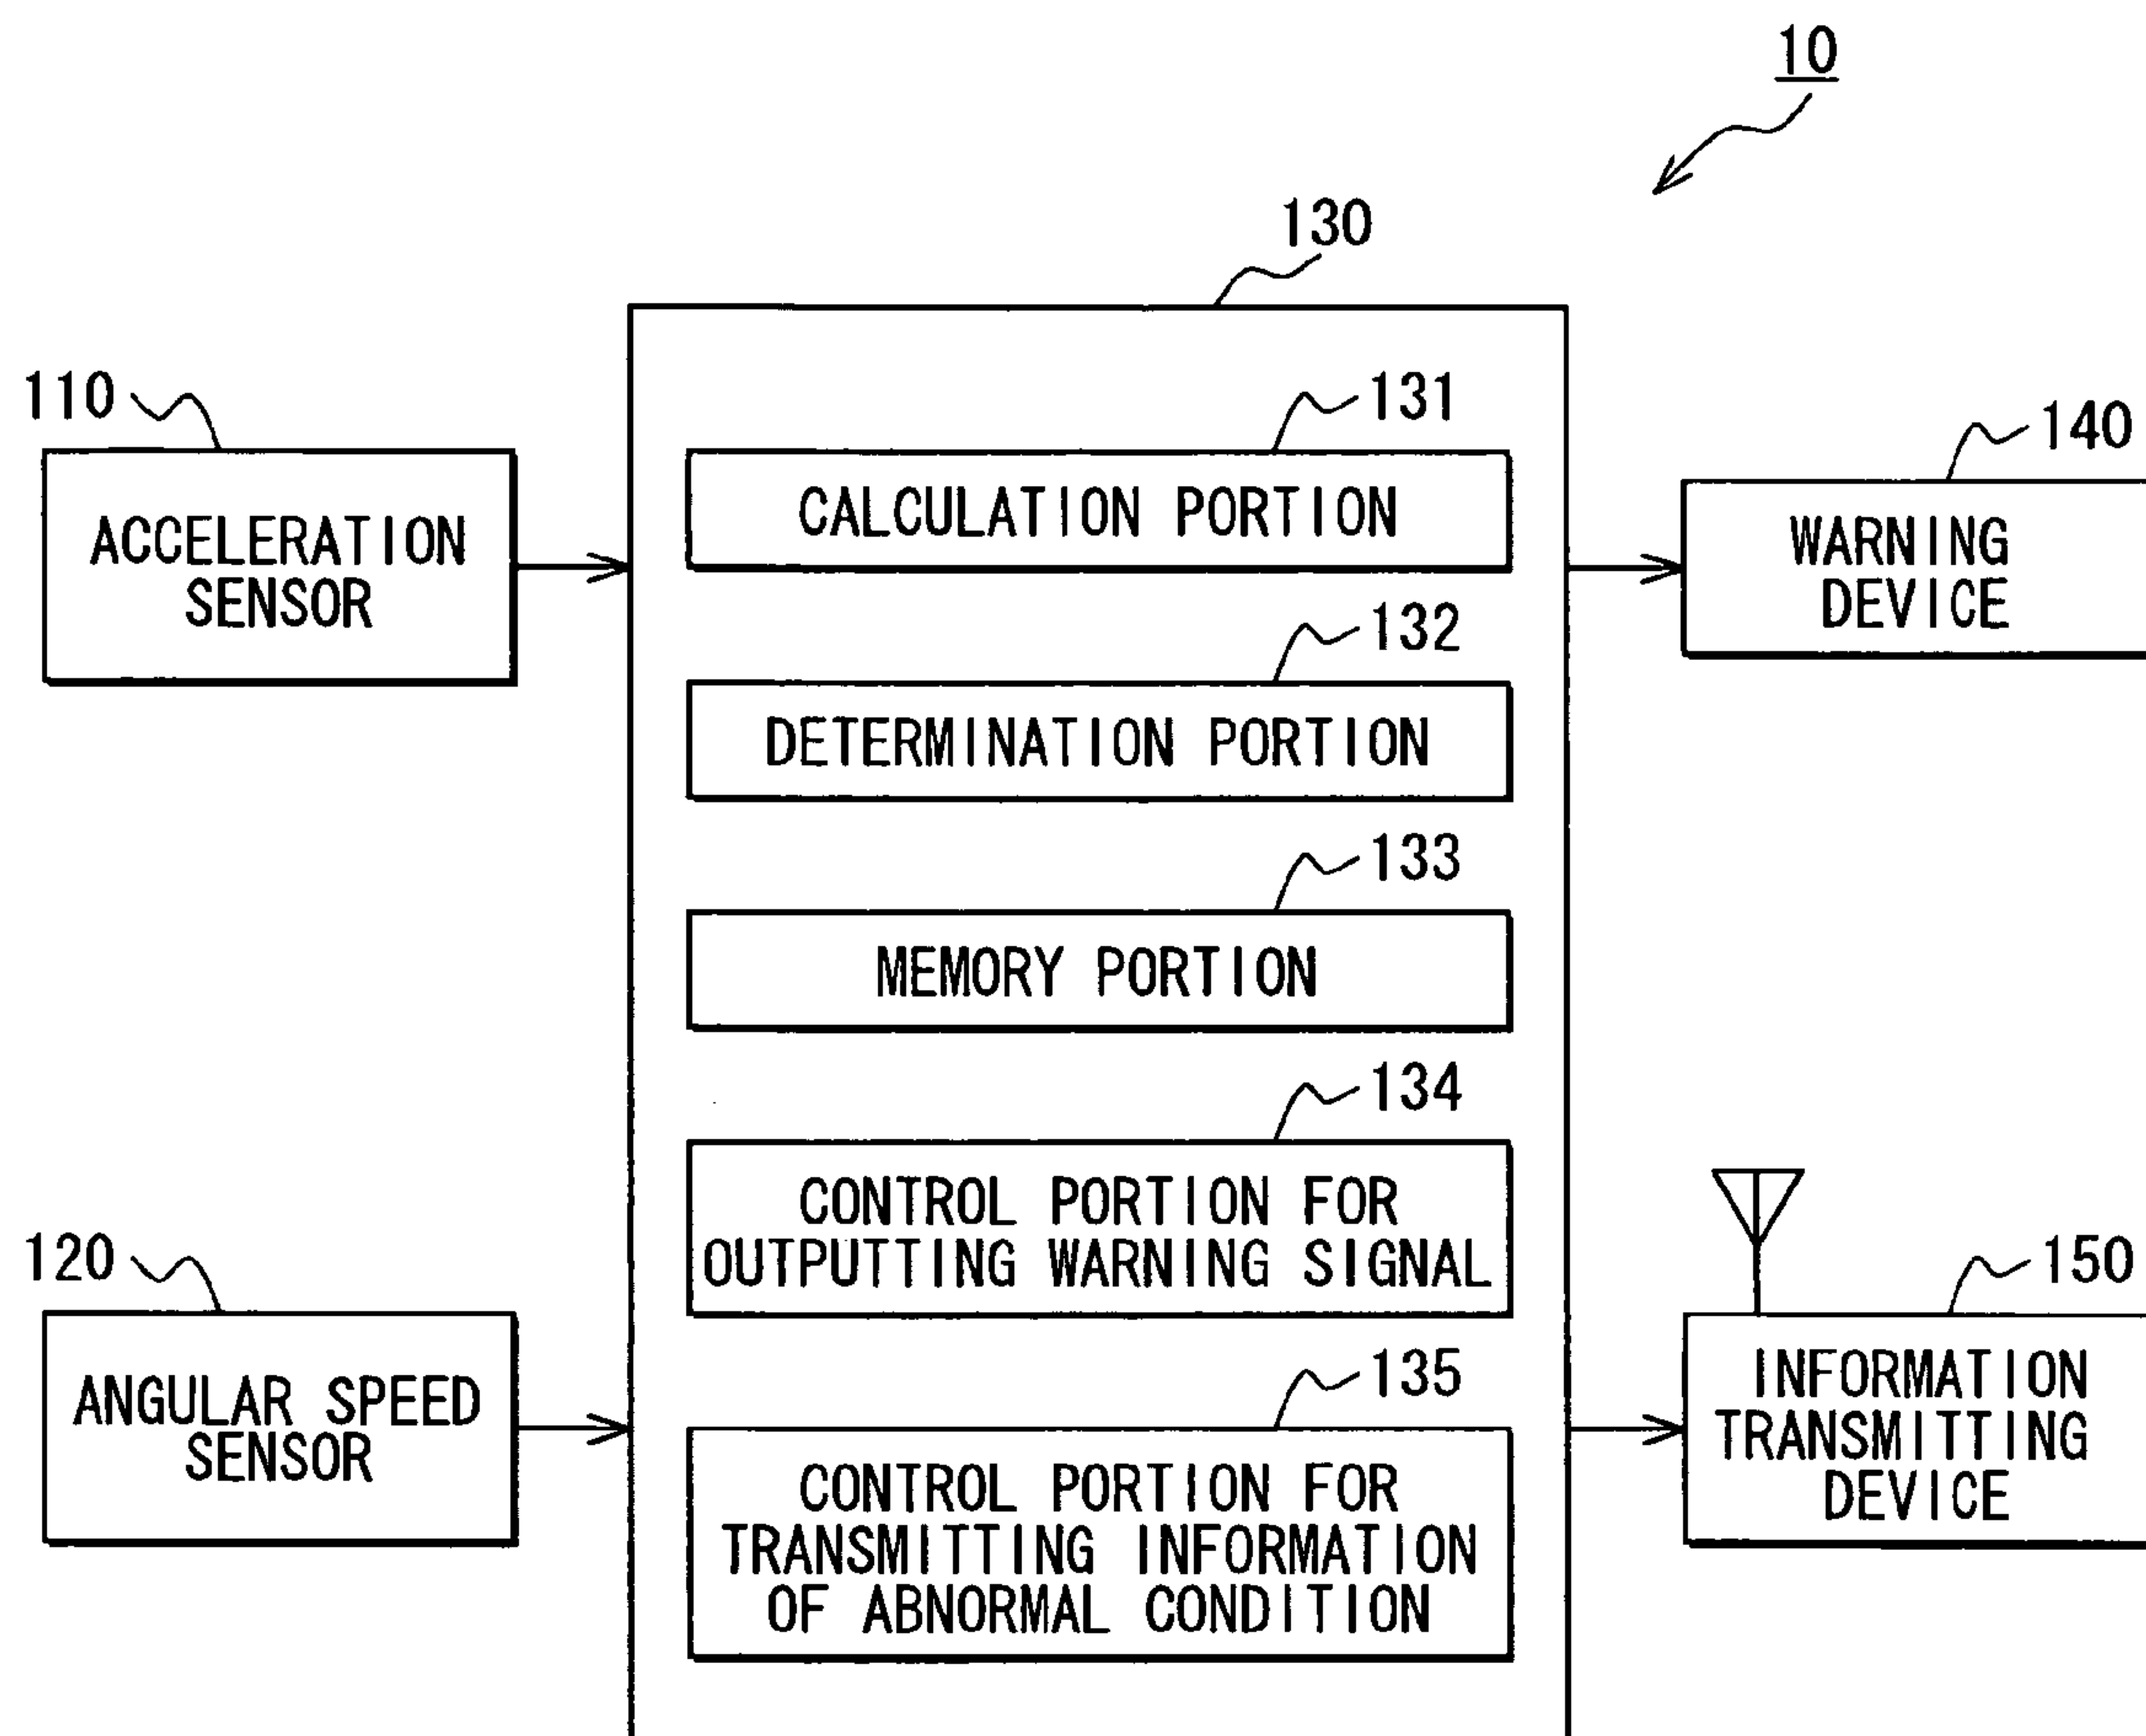 10
130
110
ACCELERATION
SENSOR
131
CALCULATION PORTION
132
DETERMINATION PORTION
133
MEMORY PORTION
134
CONTROL PORTION FOR
OUTPUTTING WARNING SIGNAL
135
CONTROL PORTION FOR
TRANSMITTING INFORMATION
OF ABNORMAL CONDITION
140
WARNING
DEVICE
120
ANGULAR SPEED
SENSOR
150
INFORMATION
TRANSMITTING
DEVICE